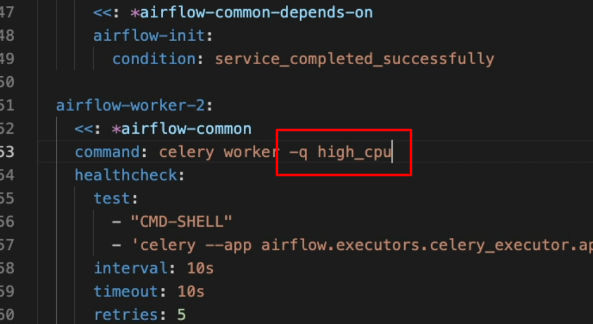 47 <<: *airflow-common-depends-on
48 airflow-init:
49 condition: service_completed_successfully
50
51 airflow-worker-2:
52 <<: *airflow-common
53 command: celery worker -q high_cpu
54 healthcheck:
55 test:
56 - "CMD-SHELL"
57 - 'celery --app airflow.executors.celery_executor.ap
58 interval: 10s
59 timeout: 10s
60 retries: 5